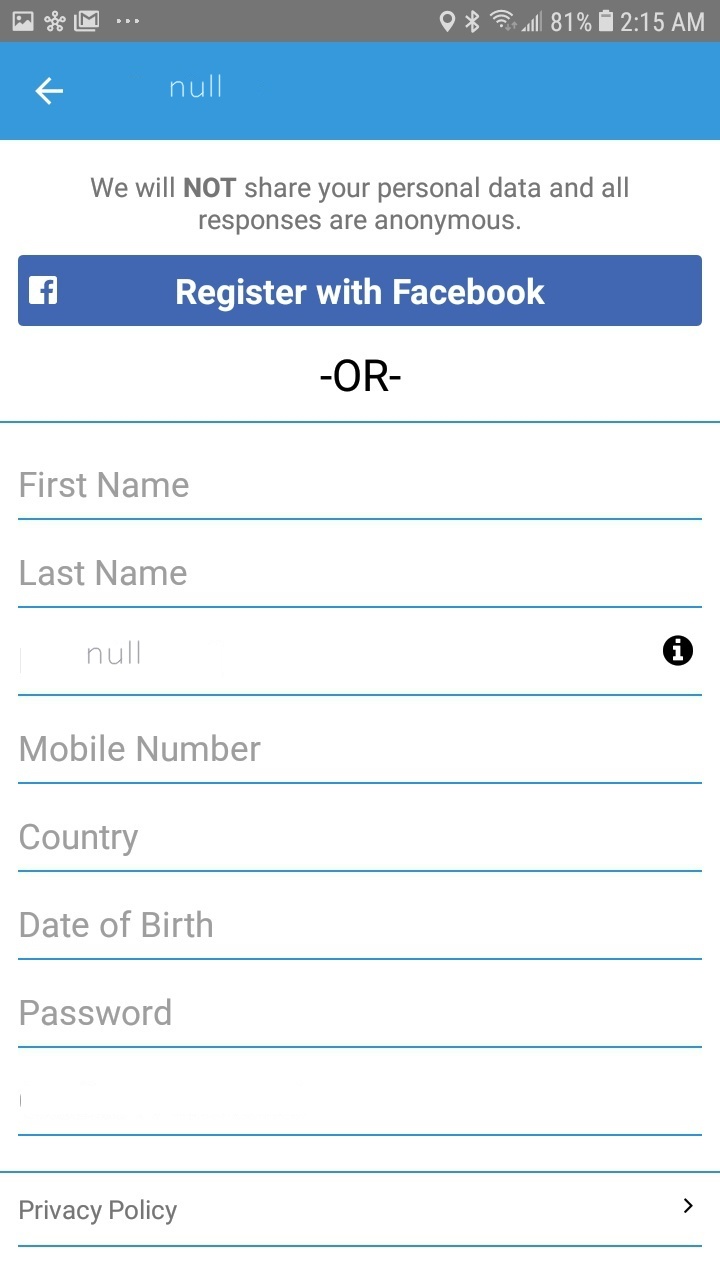 81% 2:15 AM
null
We will NOT share your personal data and all
responses are anonymous.
Register with Facebook
-OR-
First Name
Last Name
null
Mobile Number
Country
Date of Birth
Password
Privacy Policy